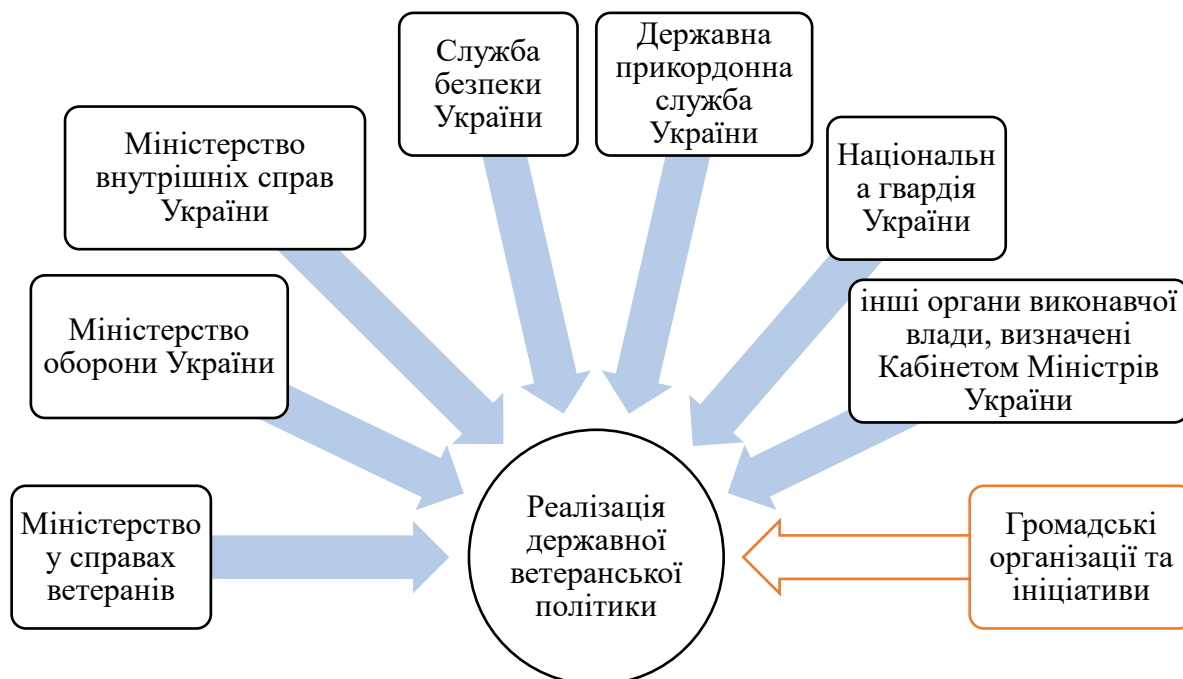 Служба
безпеки
України
Державна
прикордонна
служба
України
Міністерство
внутрішніх справ
України
Національн
а гвардія
України
Міністерство
оборони України
інші органи виконавчої
влади, визначені
Кабінетом Міністрів
України
Міністерство
у справах
ветеранів
Реалізація
державної
ветеранської
політики
Громадські
організації та
ініціативи